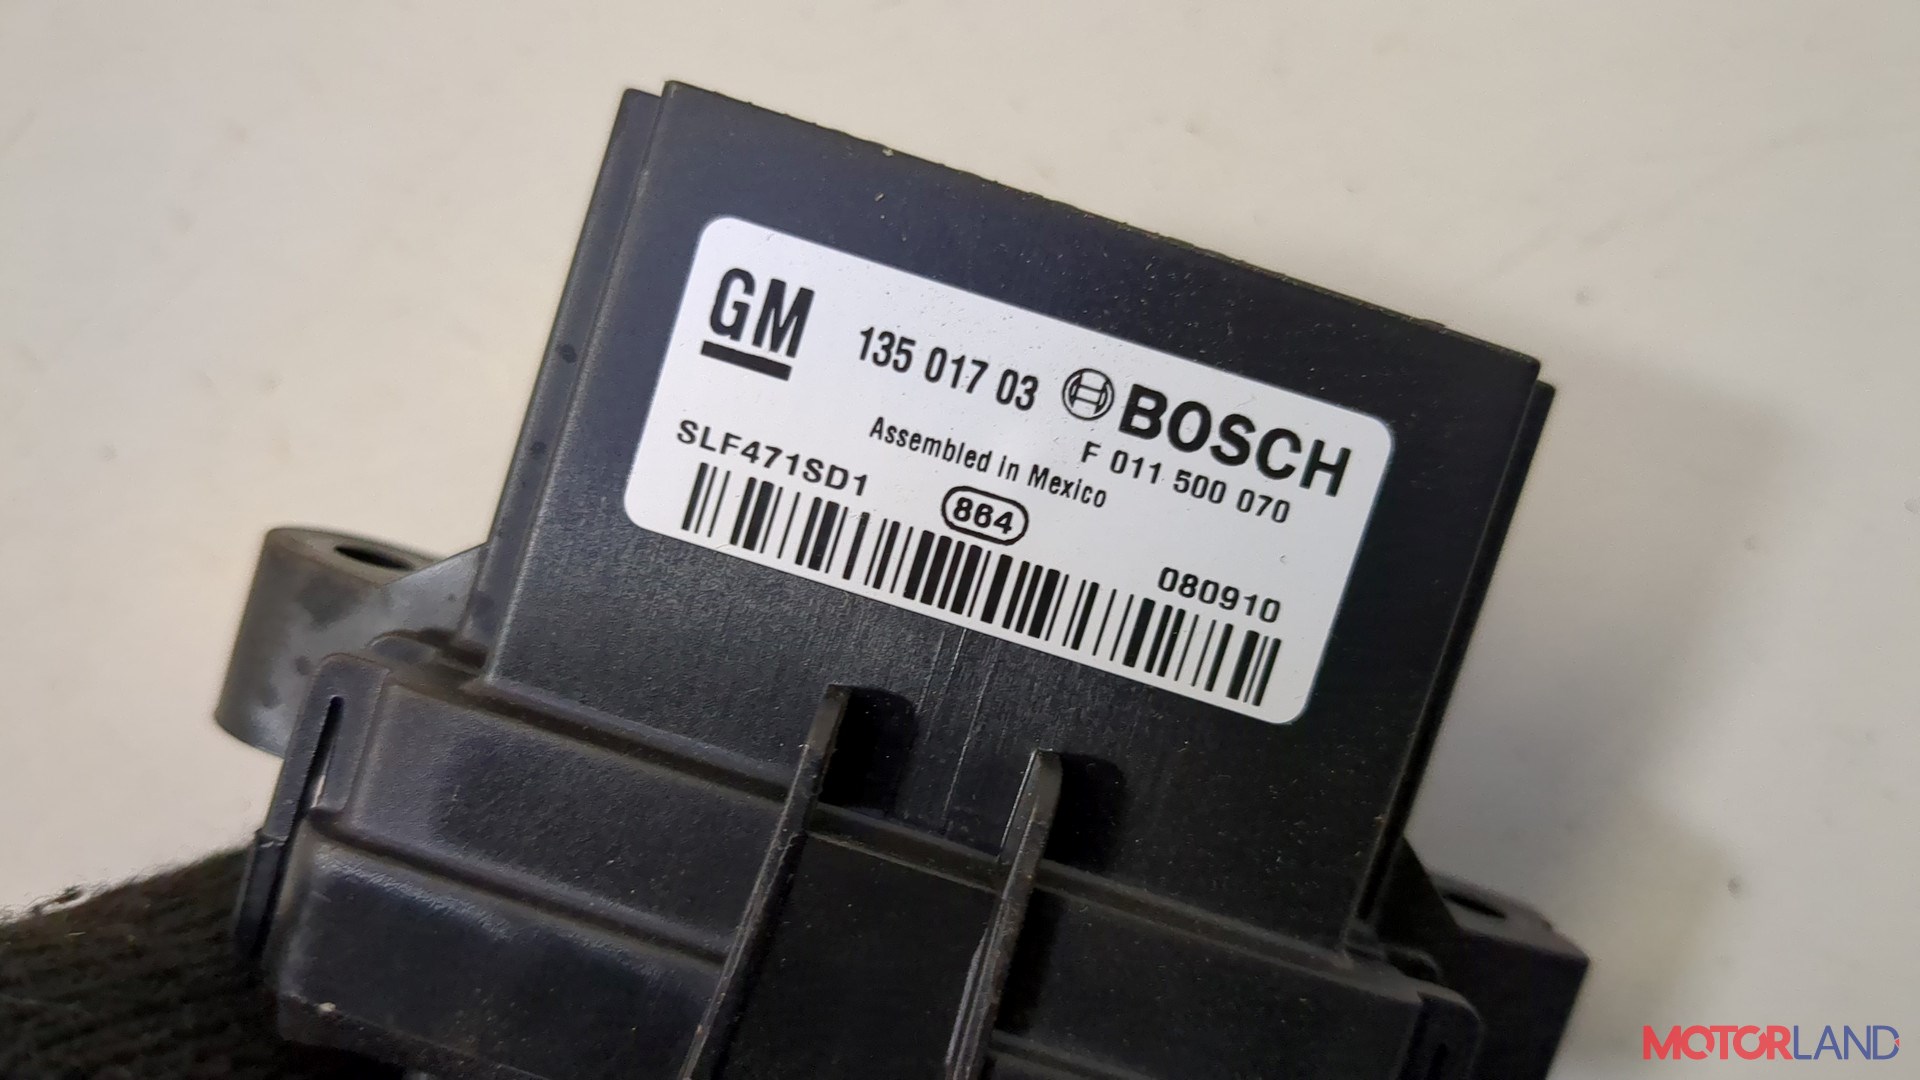 GM 135 017 03 BOSCH
F 011 500 070
Assembled in Mexico
SLF471SD1
864
080910
MOTORLAND